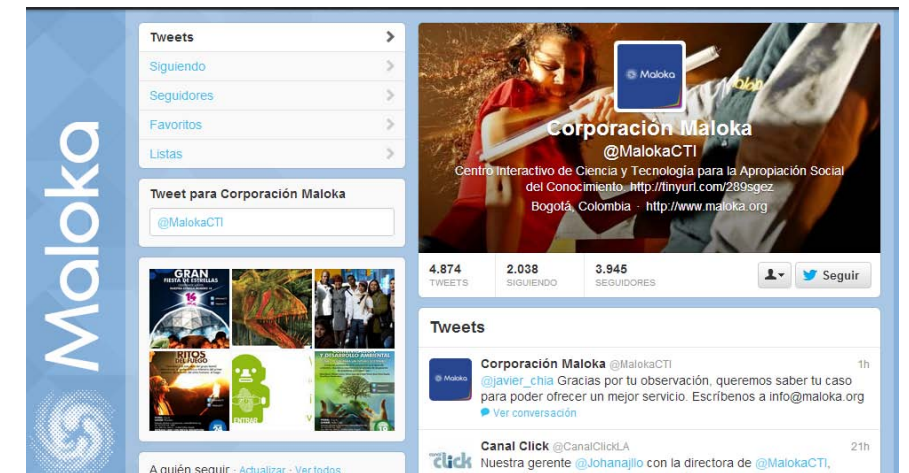 Maloka
Tweets
Siguiendo
Seguidores
Favoritos
Listas
Tweet para Corporación Maloka
@MalokaCTI
GRAN
FIESTA DE ESTRELLAS
RITOS
DEL FUEGO
ENTRAR
Y DESARROLLO AMBIENTAL
A quién seguir · Actualizar · Ver todos
Maloka
Corporación Maloka
@MalokaCTI
Centro Interactivo de Ciencia y Tecnología para la Apropiación Social
del Conocimiento. http://tinyurl.com/289sgez
Bogotá, Colombia · http://www.maloka.org
4.874 TWEETS
2.038 SIGUIENDO
3.945 SEGUIDORES
Seguir
Tweets
Maloka
Corporación Maloka @MalokaCTI 1h
@javier_chia Gracias por tu observación, queremos saber tu caso
para poder ofrecer un mejor servicio. Escríbenos a info@maloka.org
Ver conversación
click
Canal Click @CanalClickLA 21h
Nuestra gerente @Johanajllo con la directora de @MalokaCTI,